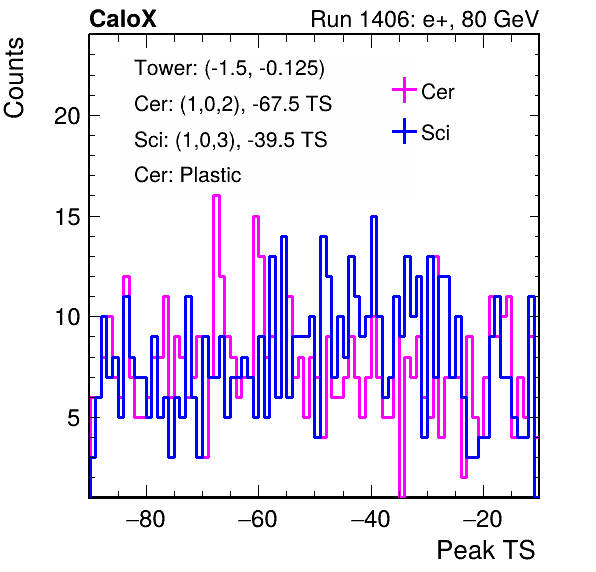 CaloX Run 1406: e+, 80 GeV
Counts
Tower: (-1.5, -0.125)
Cer: (1,0,2), -67.5 TS
Sci: (1,0,3), -39.5 TS
Cer: Plastic
Cer
Sci
20
15
10
5
−80 −60 −40 −20
Peak TS